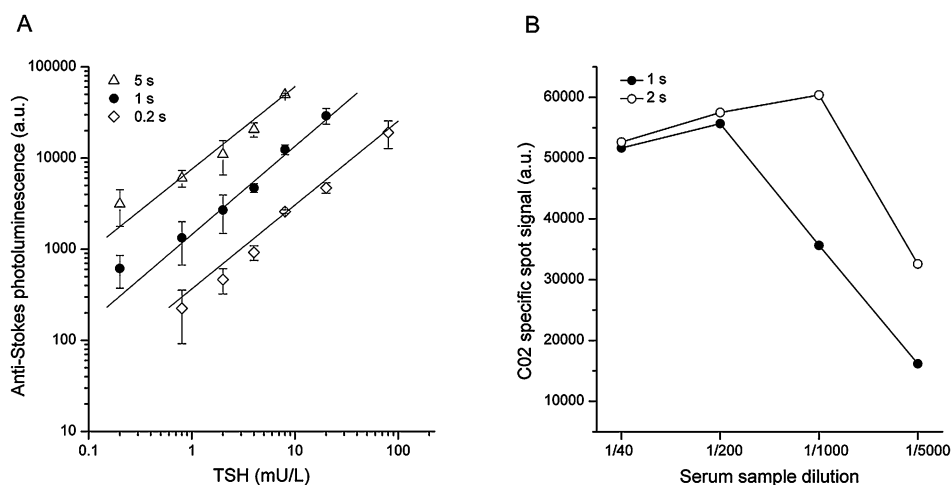 A
Anti-Stokes photoluminescence (a.u.)
100000
10000
1000
100
10
5 s
1 s
0.2 s
0.1
1
10
100
TSH (mU/L)
B
C02 specific spot signal (a.u.)
60000
50000
40000
30000
20000
10000
1 s
2 s
1/40
1/200
1/1000
1/5000
Serum sample dilution